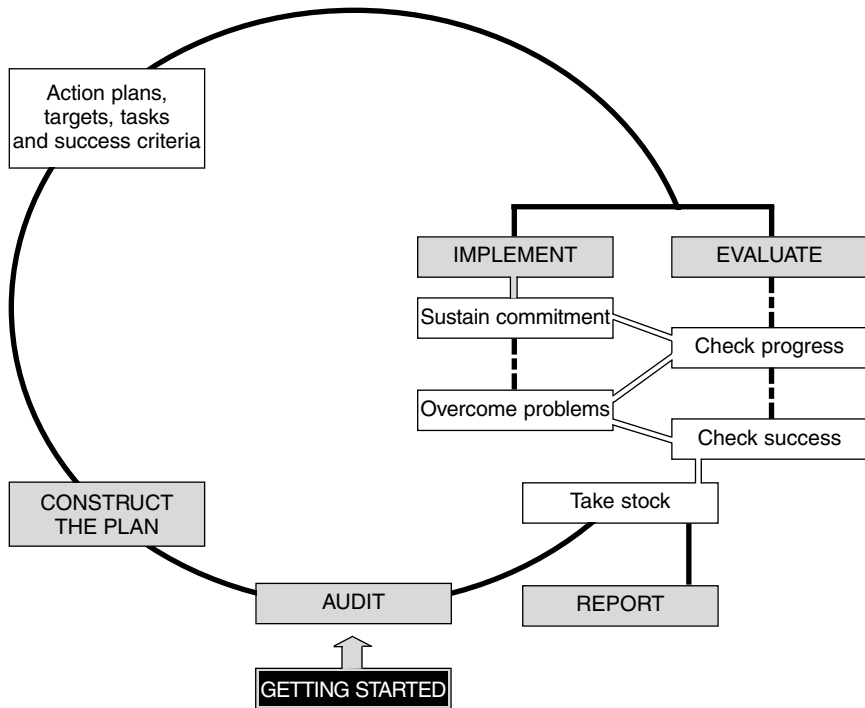 Action plans,
targets, tasks
and success criteria
IMPLEMENT
EVALUATE
Sustain commitment
Check progress
Overcome problems
Check success
Take stock
CONSTRUCT
THE PLAN
AUDIT
REPORT
GETTING STARTED